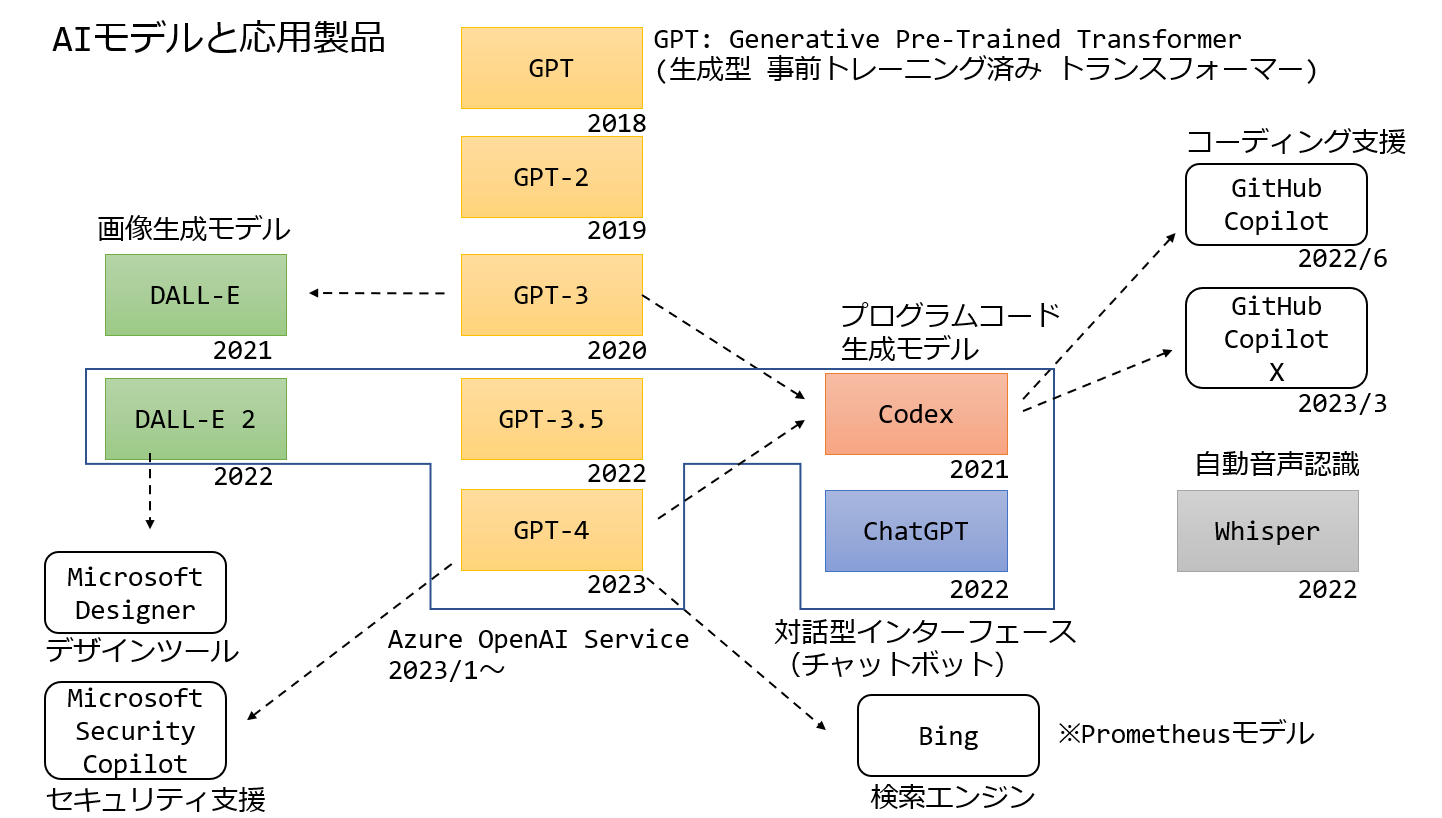 AIモデルと応用製品
GPT
GPT: Generative Pre-Trained Transformer
(生成型 事前トレーニング済み トランスフォーマー)
2018
GPT-2
2019
コーディング支援
GitHub
Copilot
2022/6
画像生成モデル
DALL-E
2021
GPT-3
2020
プログラムコード
生成モデル
GitHub
Copilot
X
2023/3
DALL-E 2
2022
GPT-3.5
2022
Codex
2021
自動音声認識
Whisper
2022
GPT-4
2023
ChatGPT
2022
Microsoft
Designer
デザインツール
Azure OpenAI Service
2023/1～
対話型インターフェース
（チャットボット）
Microsoft
Security
Copilot
セキュリティ支援
Bing
※Prometheusモデル
検索エンジン